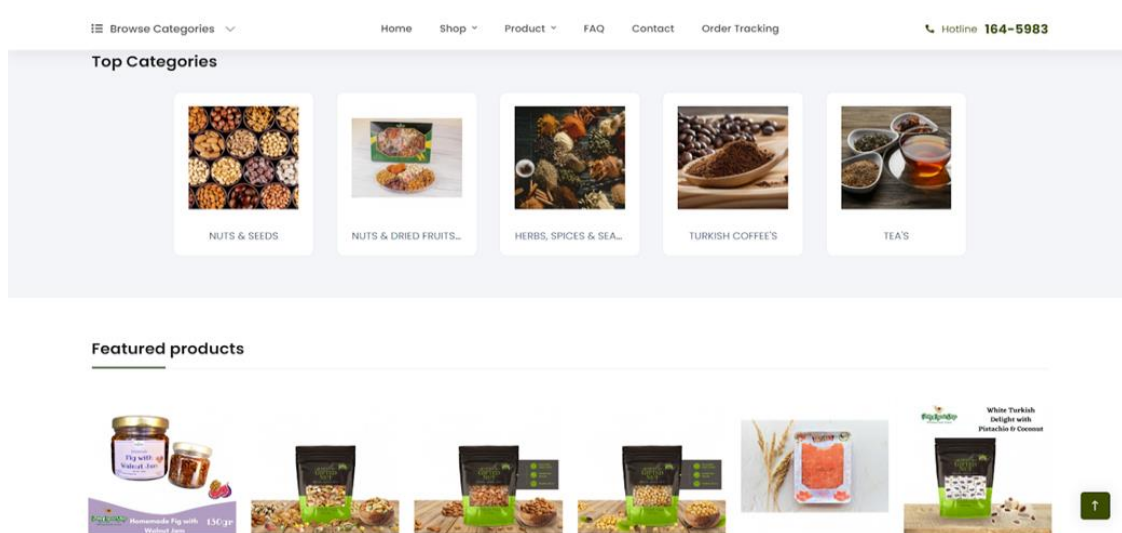 Browse Categories
Home Shop Product FAQ Contact Order Tracking
Hotline 164-5983
Top Categories
NUTS & SEEDS
NUTS & DRIED FRUITS...
HERBS, SPICES & SEA...
TURKISH COFFEE'S
TEA'S
Featured products
Fig with
Walnut Jam
Homemade Fig with
Walnut Jam
130gr
White Turkish
Delight with
Pistachio & Coconut